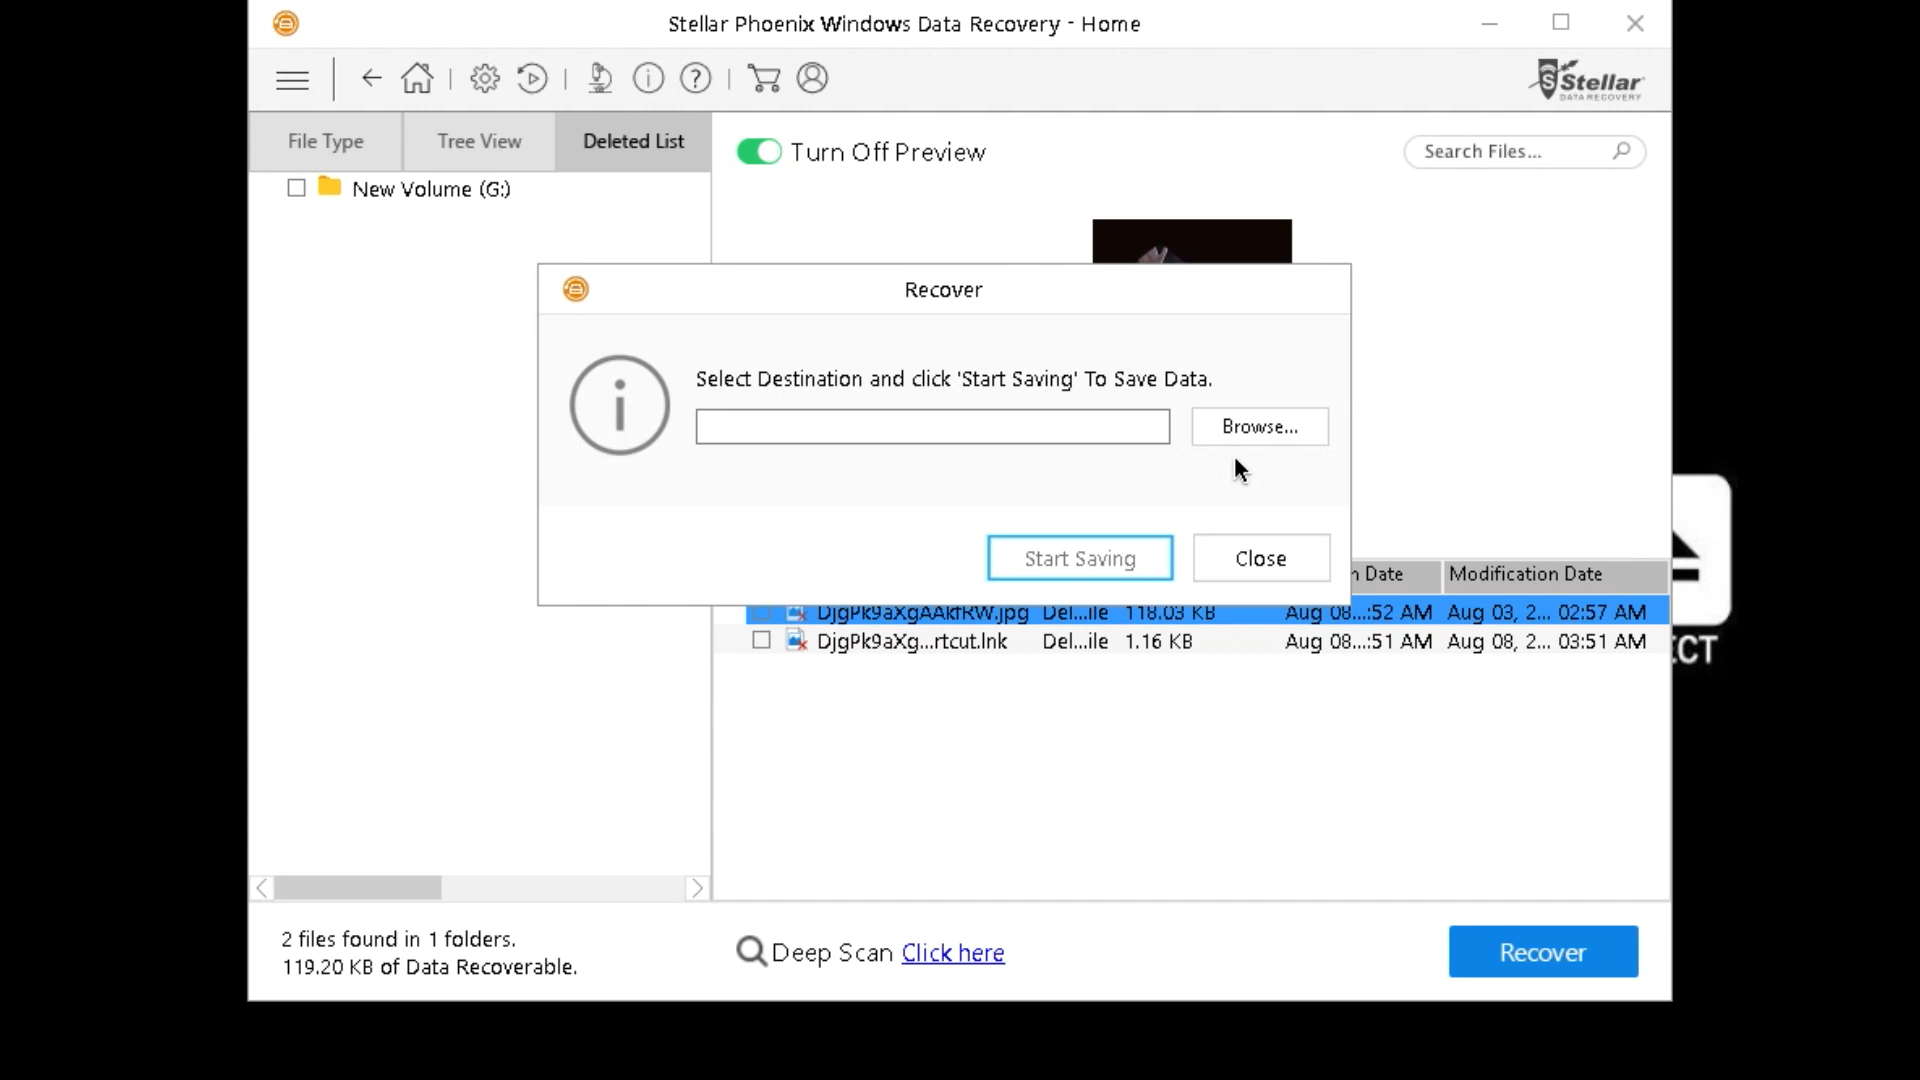 Stellar Phoenix Windows Data Recovery - Home
Stellar
DATA RECOVERY
File Type
Tree View
Deleted List
Turn Off Preview
Search Files...
New Volume (G:)
Recover
Select Destination and click 'Start Saving' To Save Data.
Browse...
Start Saving
Close
n Date
Modification Date
DjgPk9aXgAAkfRW.jpg Del...ile 118.03 KB Aug 08...:52 AM Aug 03, 2... 02:57 AM
DjgPk9aXg...rtcut.lnk Del...ile 1.16 KB Aug 08...:51 AM Aug 08, 2... 03:51 AM
CT
2 files found in 1 folders.
119.20 KB of Data Recoverable.
Deep Scan Click here
Recover